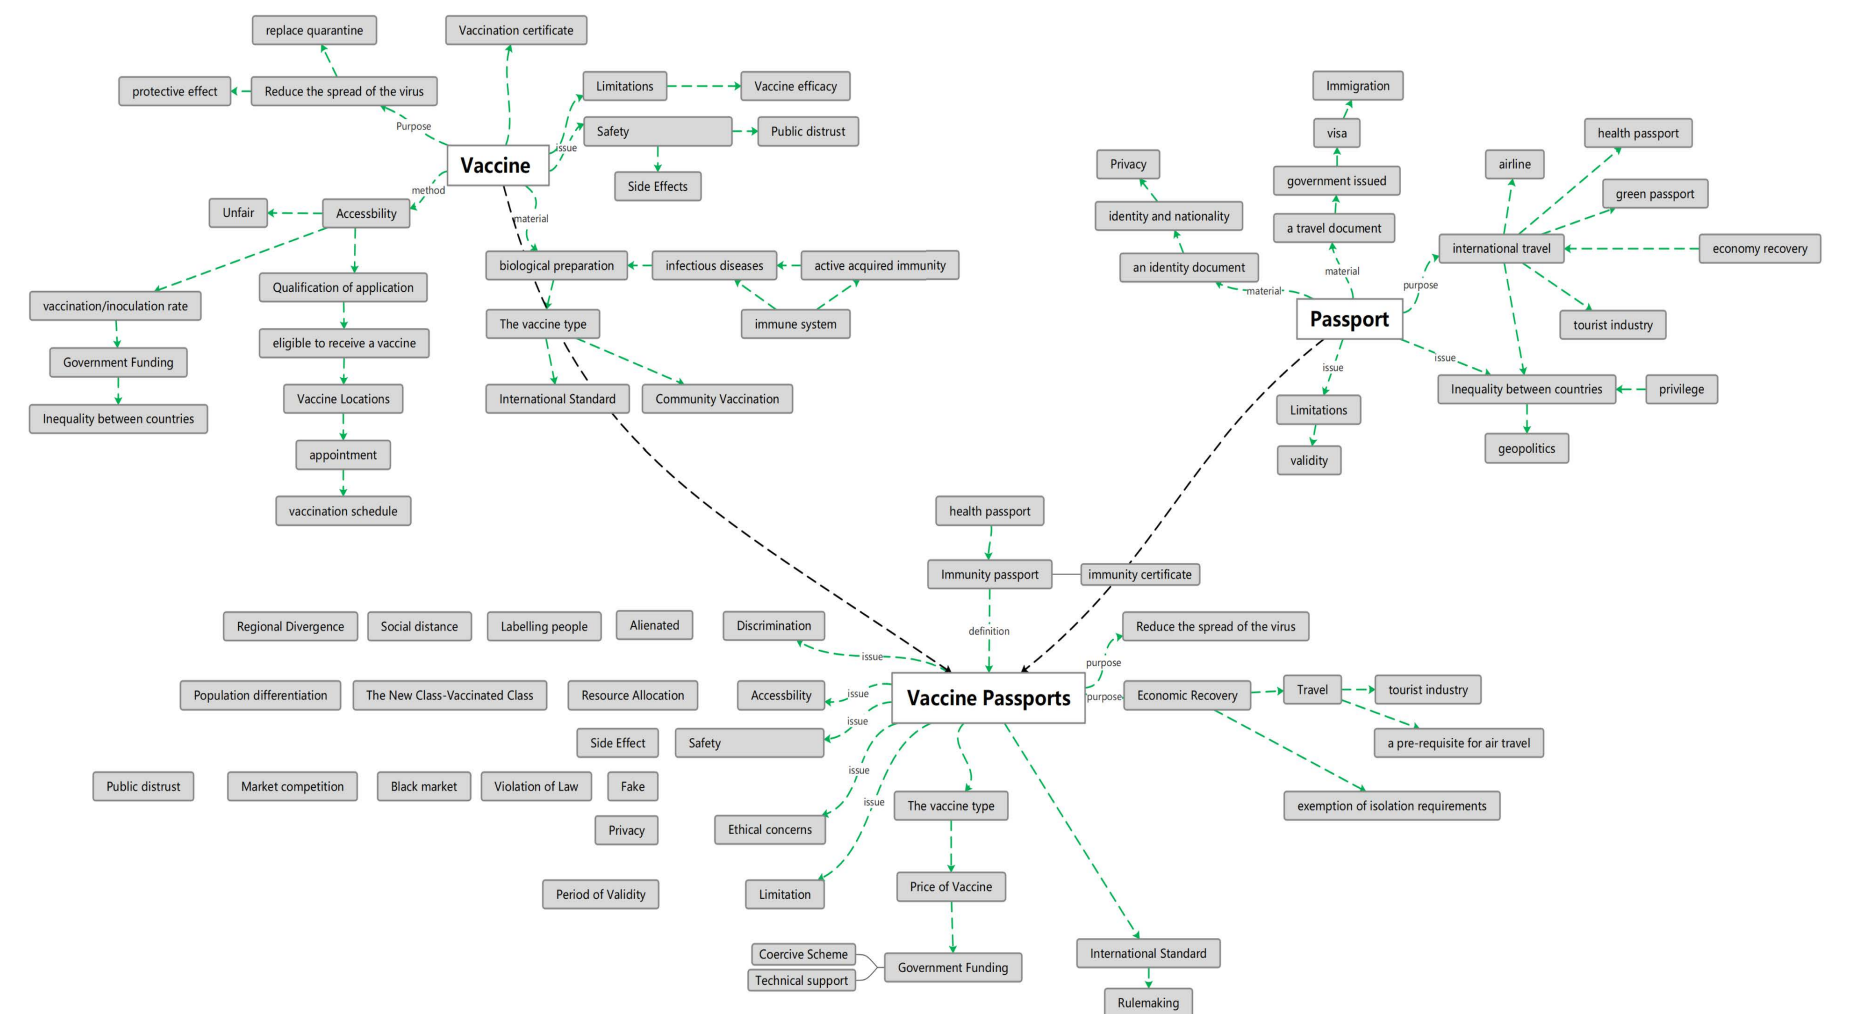 replace quarantine
Vaccination certificate
protective effect
Reduce the spread of the virus
Limitations
Vaccine efficacy
Purpose
Safety
Public distrust
issue
Vaccine
Side Effects
method
Unfair
Accessbility
material
biological preparation
infectious diseases
active acquired immunity
Qualification of application
vaccination/inoculation rate
The vaccine type
immune system
eligible to receive a vaccine
Government Funding
Vaccine Locations
International Standard
Community Vaccination
Inequality between countries
appointment
vaccination schedule
Immigration
visa
health passport
Privacy
airline
government issued
green passport
identity and nationality
a travel document
international travel
economy recovery
an identity document
material
material
purpose
Passport
tourist industry
issue
issue
Inequality between countries
privilege
Limitations
geopolitics
validity
health passport
Immunity passport
immunity certificate
Regional Divergence
Social distance
Labelling people
Alienated
Discrimination
definition
Reduce the spread of the virus
issue
purpose
Population differentiation
The New Class-Vaccinated Class
Resource Allocation
Accessbility
issue
Vaccine Passports
purpose
Economic Recovery
Travel
tourist industry
issue
Side Effect
Safety
a pre-requisite for air travel
issue
Public distrust
Market competition
Black market
Violation of Law
Fake
issue
The vaccine type
exemption of isolation requirements
Privacy
Ethical concerns
Period of Validity
Limitation
Price of Vaccine
Coercive Scheme
Technical support
Government Funding
International Standard
Rulemaking